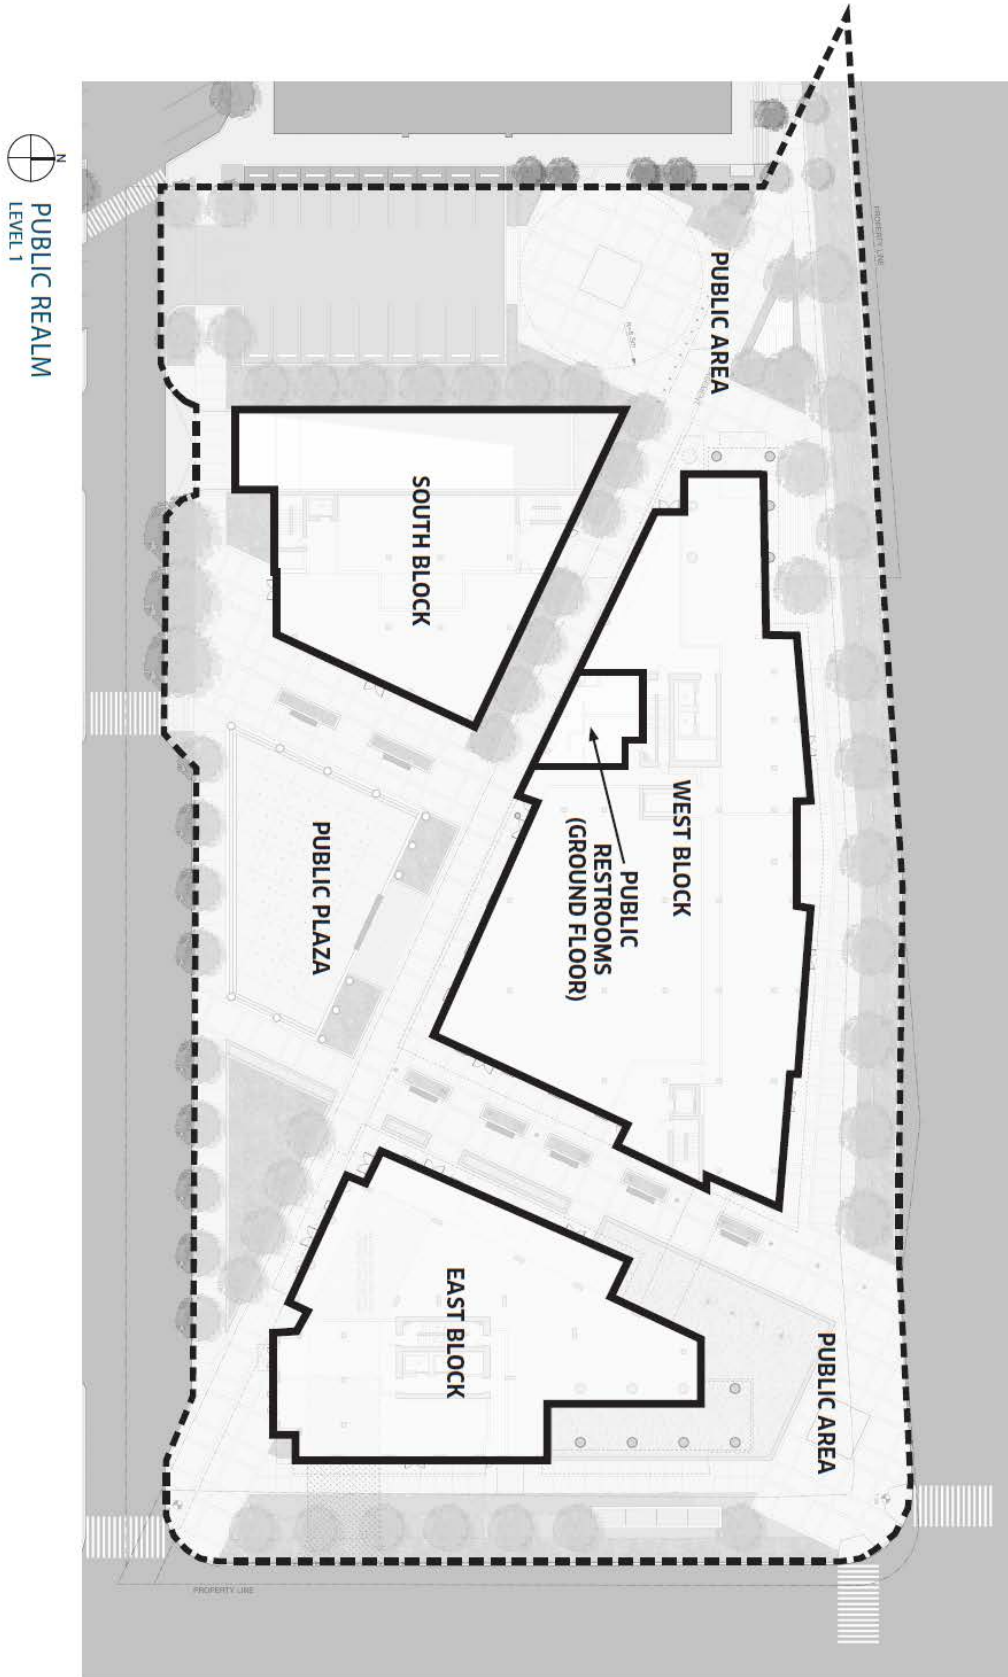 PROPERTY LINE
PUBLIC AREA
SOUTH BLOCK
WEST BLOCK
PUBLIC
RESTROOMS
(GROUND FLOOR)
PUBLIC PLAZA
EAST BLOCK
PUBLIC AREA
PROPERTY LINE
N
PUBLIC REALM
LEVEL 1